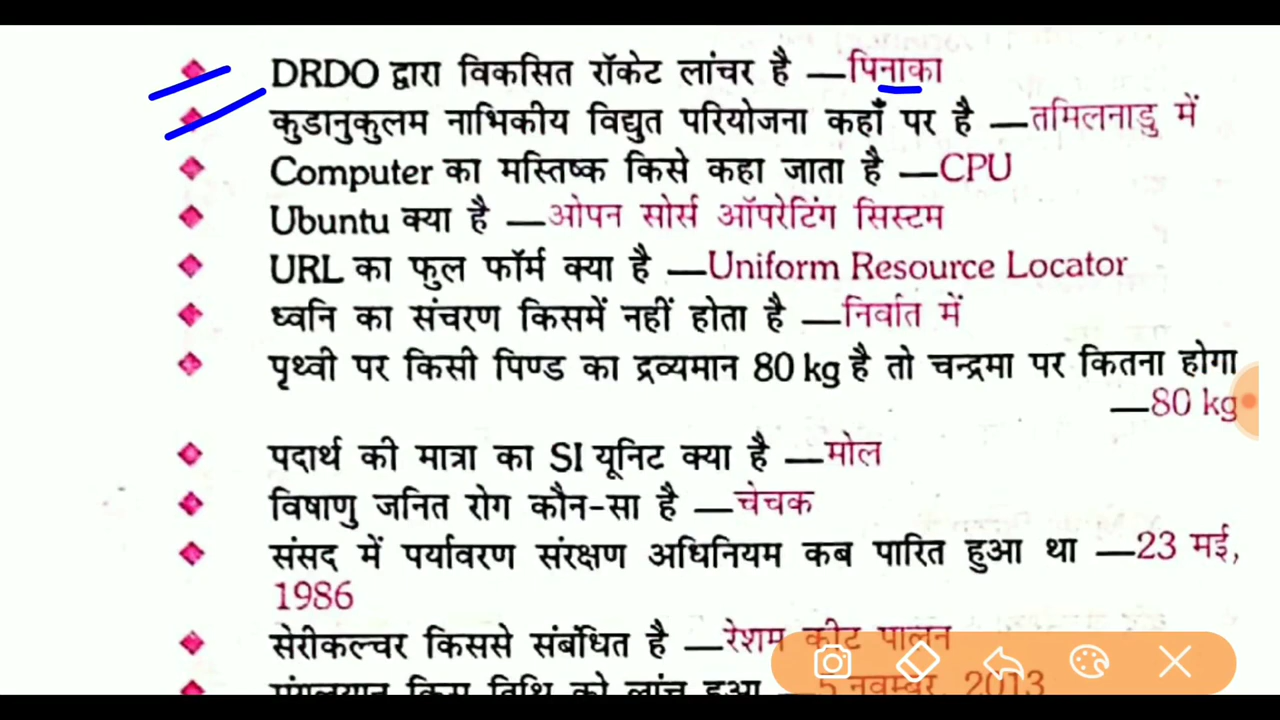 DRDO द्वारा विकसित रॉकेट लांचर है —पिनाका
कुडानुकुलम नाभिकीय विद्युत परियोजना कहाँ पर है —तमिलनाडु में
Computer का मस्तिष्क किसे कहा जाता है —CPU
Ubuntu क्या है —ओपन सोर्स ऑपरेटिंग सिस्टम
URL का फुल फॉर्म क्या है —Uniform Resource Locator
ध्वनि का संचरण किसमें नहीं होता है —निर्वात में
पृथ्वी पर किसी पिण्ड का द्रव्यमान 80 kg है तो चन्द्रमा पर कितना होगा
—80 kg
पदार्थ की मात्रा का SI यूनिट क्या है —मोल
विषाणु जनित रोग कौन-सा है —चेचक
संसद में पर्यावरण संरक्षण अधिनियम कब पारित हुआ था —23 मई,
1986
सेरीकल्चर किससे संबंधित है —रेशम कीट पालन
मंगलयान किस तिथि को लांच हुआ —5 नवम्बर, 2013